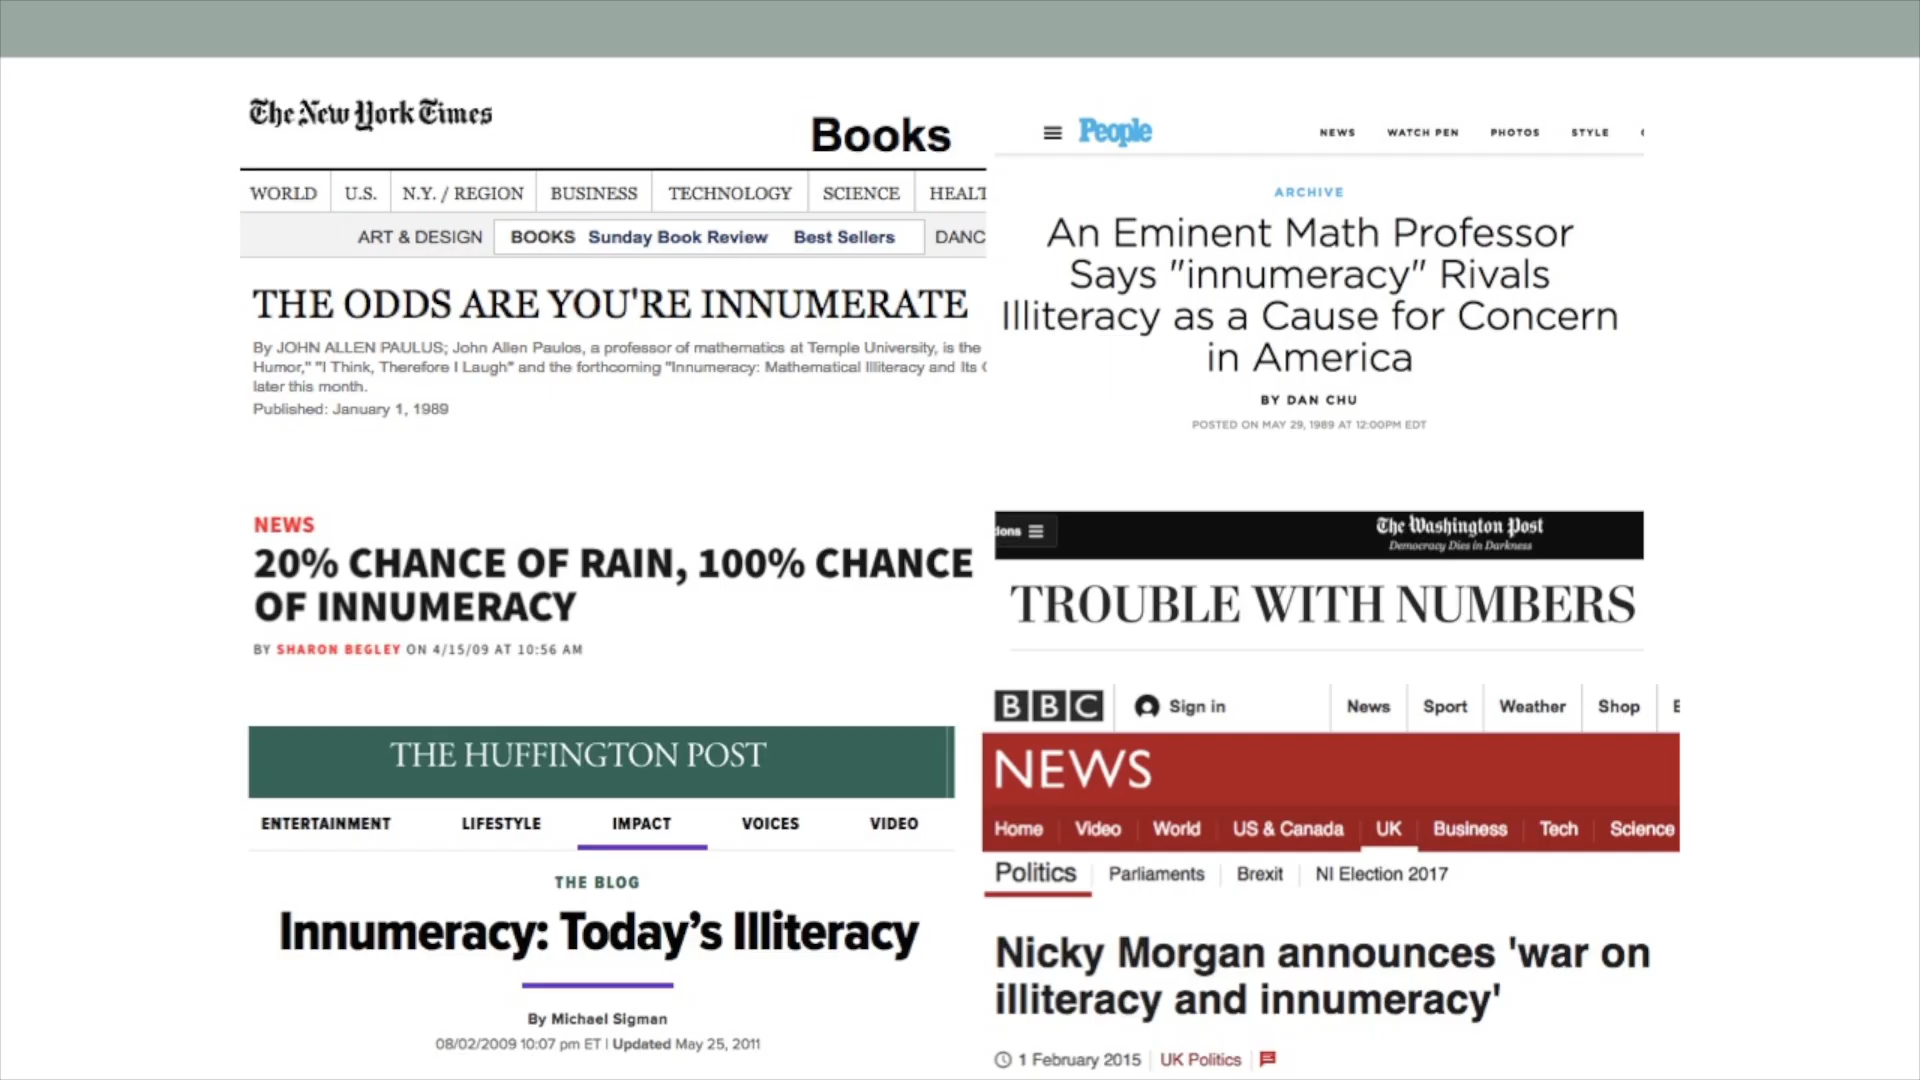 The New York Times
Books
WORLD U.S. N.Y. / REGION BUSINESS TECHNOLOGY SCIENCE HEALT
ART & DESIGN BOOKS Sunday Book Review Best Sellers DANC
THE ODDS ARE YOU'RE INNUMERATE
By JOHN ALLEN PAULUS; John Allen Paulos, a professor of mathematics at Temple University, is the
Humor," "I Think, Therefore I Laugh" and the forthcoming "Innumeracy: Mathematical Illiteracy and Its
later this month.
Published: January 1, 1989
People
NEWS WATCH PEN PHOTOS STYLE
ARCHIVE
An Eminent Math Professor
Says "innumeracy" Rivals
Illiteracy as a Cause for Concern
in America
BY DAN CHU
POSTED ON MAY 29, 1989 AT 12:00PM EDT
NEWS
20% CHANCE OF RAIN, 100% CHANCE
OF INNUMERACY
BY SHARON BEGLEY ON 4/15/09 AT 10:56 AM
ions
The Washington Post
Democracy Dies in Darkness
TROUBLE WITH NUMBERS
THE HUFFINGTON POST
ENTERTAINMENT LIFESTYLE IMPACT VOICES VIDEO
THE BLOG
Innumeracy: Today's Illiteracy
By Michael Sigman
08/02/2009 10:07 pm ET | Updated May 25, 2011
BBC Sign in News Sport Weather Shop E
NEWS
Home Video World US & Canada UK Business Tech Science
Politics Parliaments Brexit NI Election 2017
Nicky Morgan announces 'war on
illiteracy and innumeracy'
1 February 2015 UK Politics